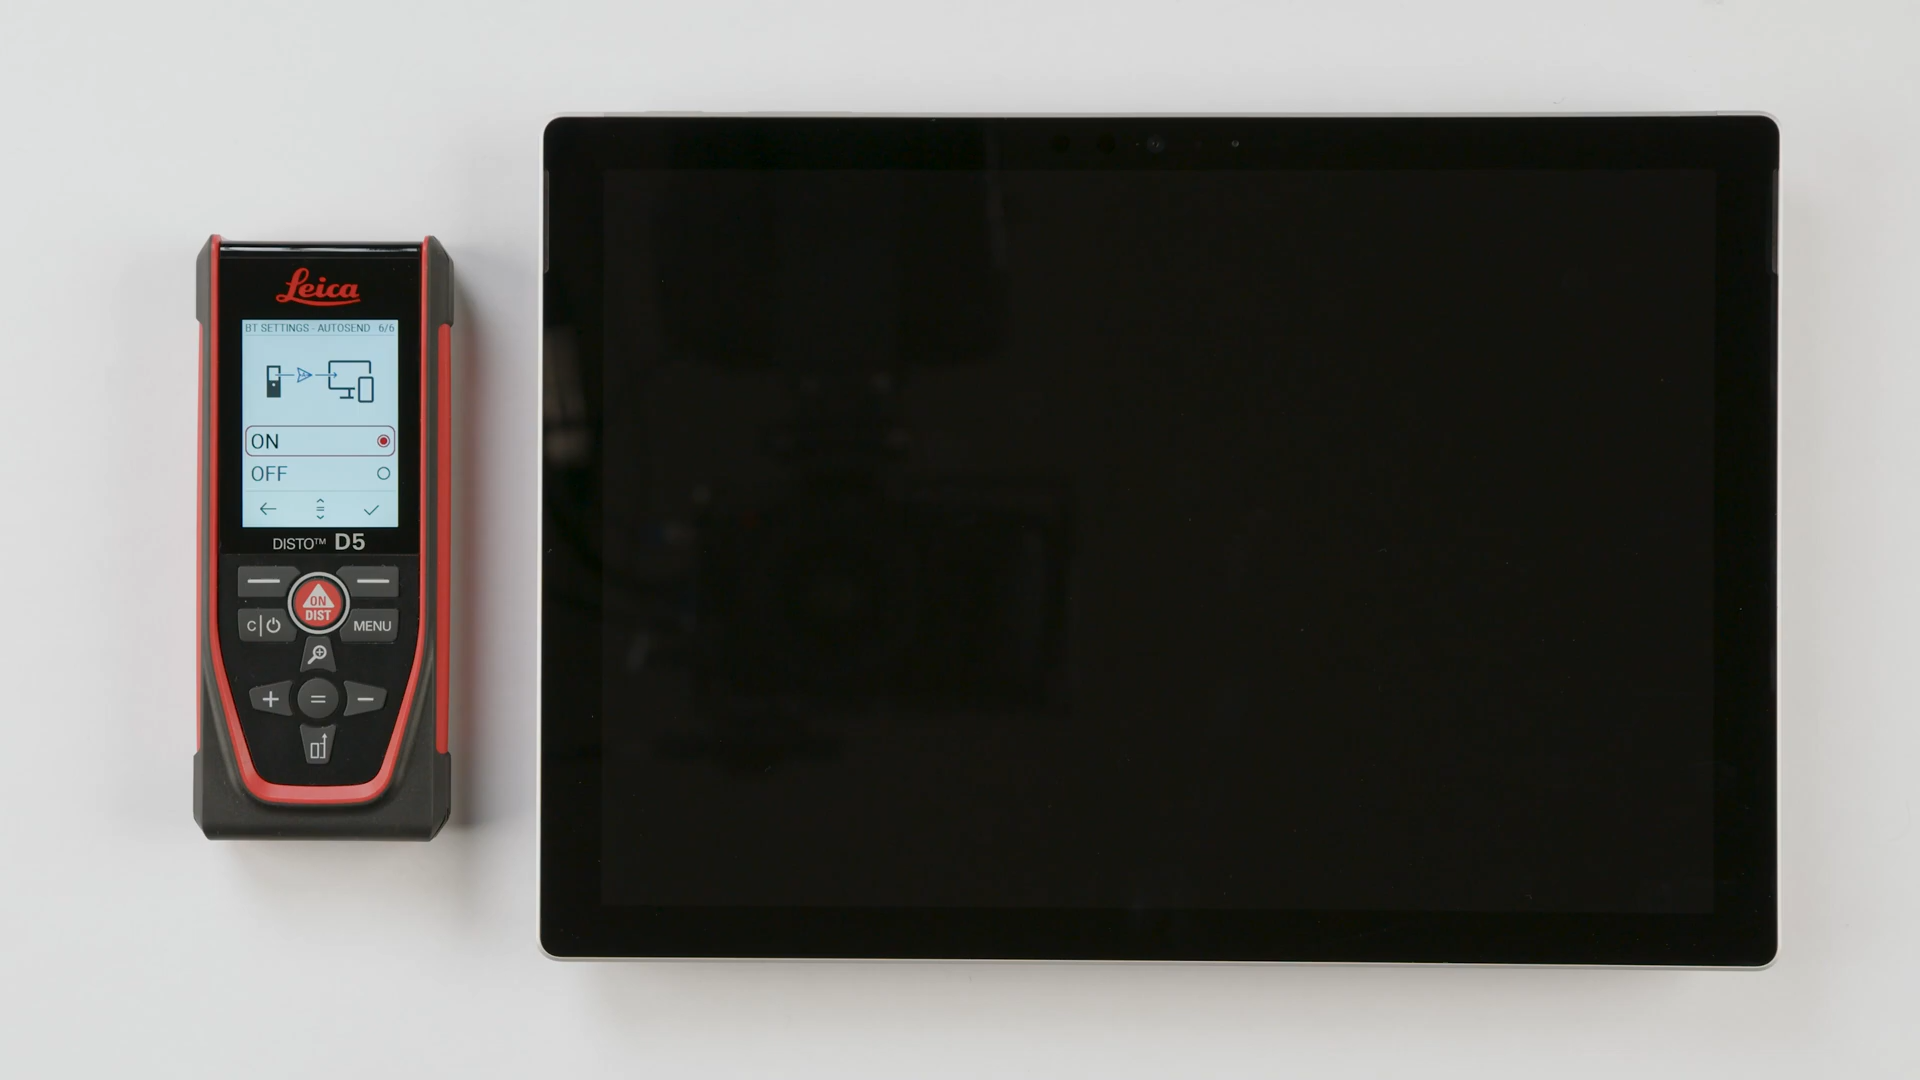 Leica
BT SETTINGS - AUTOSEND 6/6
ON
OFF
DISTO™ D5
ON
DIST
C
MENU